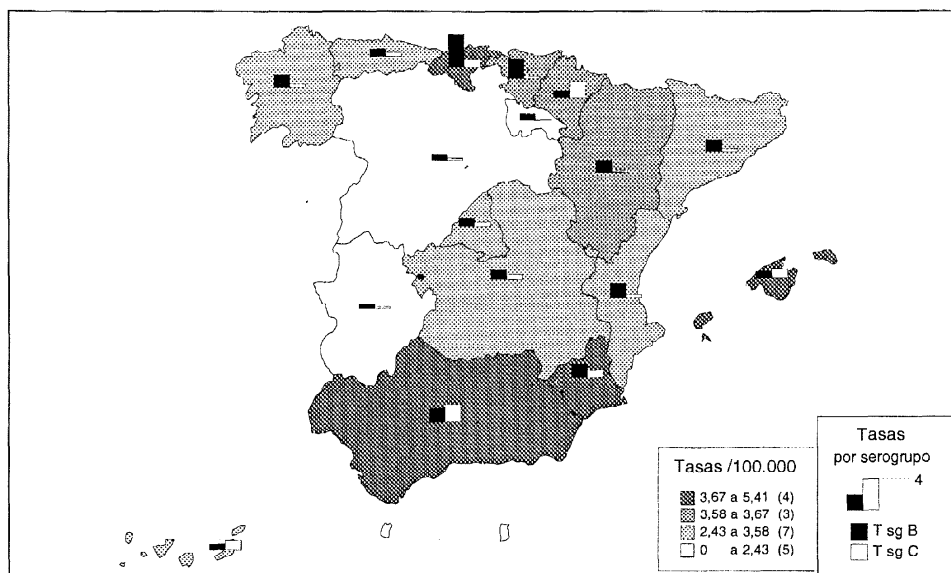 Tasas /100.000
3,67 a 5,41 (4)
3,58 a 3,67 (3)
2,43 a 3,58 (7)
0 a 2,43 (5)
Tasas
por serogrupo
4
T sg B
T sg C